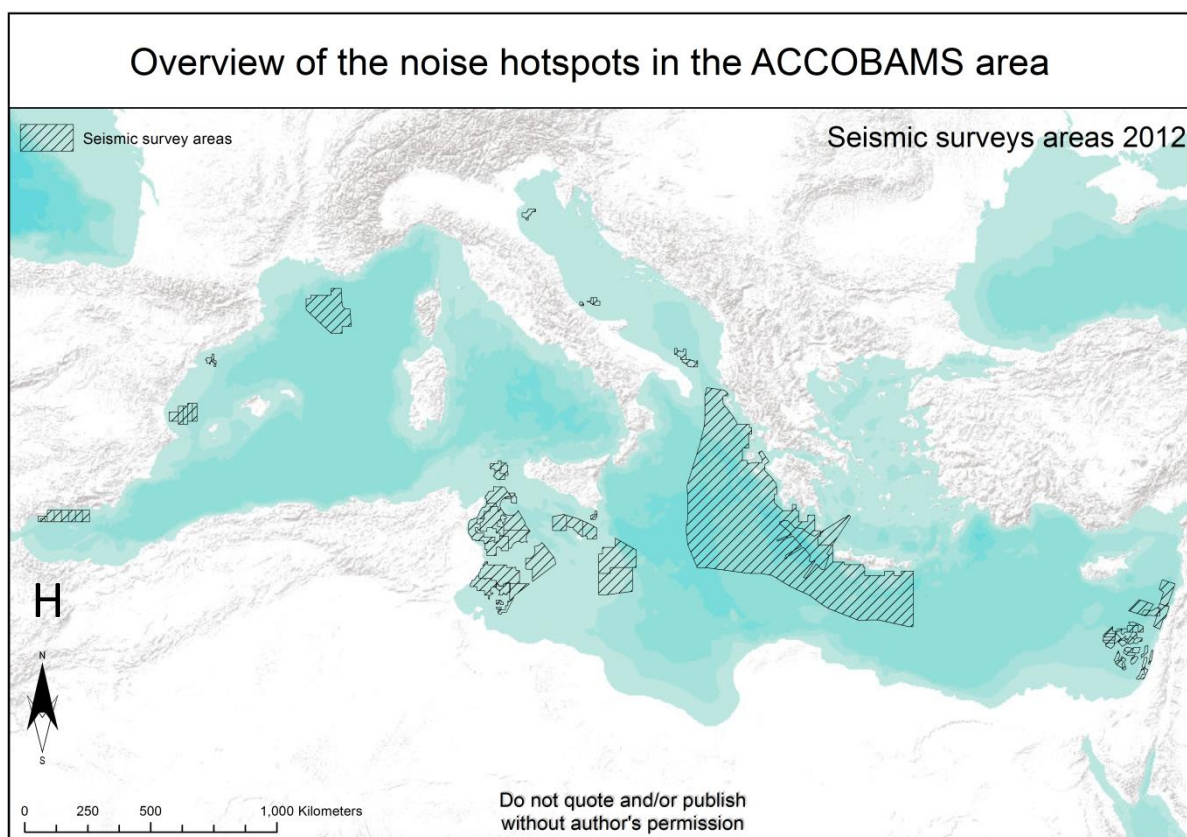 Overview of the noise hotspots in the ACCOBAMS area
Seismic survey areas
Seismic surveys areas 2012
H
N
S
0 250 500 1,000 Kilometers
Do not quote and/or publish
without author's permission